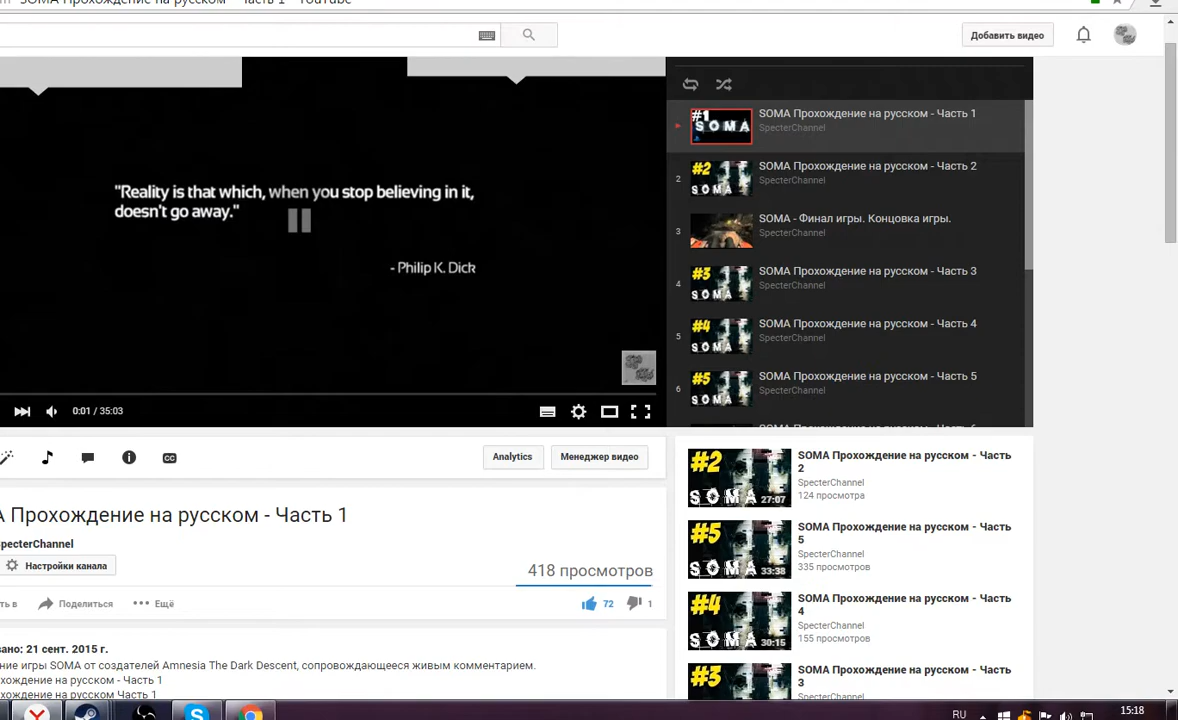 SOMA Прохождение на русском - Часть 1 - YouTube
Добавить видео
"Reality is that which, when you stop believing in it,
doesn't go away."
- Philip K. Dick
0:01 / 35:03
#1
SOMA
SOMA Прохождение на русском - Часть 1
SpecterChannel
2
#2
SOMA
SOMA Прохождение на русском - Часть 2
SpecterChannel
3
SOMA - Финал игры. Концовка игры.
SpecterChannel
4
#3
SOMA
SOMA Прохождение на русском - Часть 3
SpecterChannel
5
#4
SOMA
SOMA Прохождение на русском - Часть 4
SpecterChannel
6
#5
SOMA
SOMA Прохождение на русском - Часть 5
SpecterChannel
CC
Analytics
Менеджер видео
А Прохождение на русском - Часть 1
pecterChannel
Настройки канала
418 просмотров
ть в
Поделиться
Ещё
72
1
вано: 21 сент. 2015 г.
ние игры SOMA от создателей Amnesia The Dark Descent, сопровождающееся живым комментарием.
хождение на русском - Часть 1
хождение на русском Часть 1
#2
SOMA
27:07
SOMA Прохождение на русском - Часть
2
SpecterChannel
124 просмотра
#5
SOMA
33:38
SOMA Прохождение на русском - Часть
5
SpecterChannel
335 просмотров
#4
SOMA
30:15
SOMA Прохождение на русском - Часть
4
SpecterChannel
155 просмотров
#3
SOMA
SOMA Прохождение на русском - Часть
3
SpecterChannel
RU
15:18